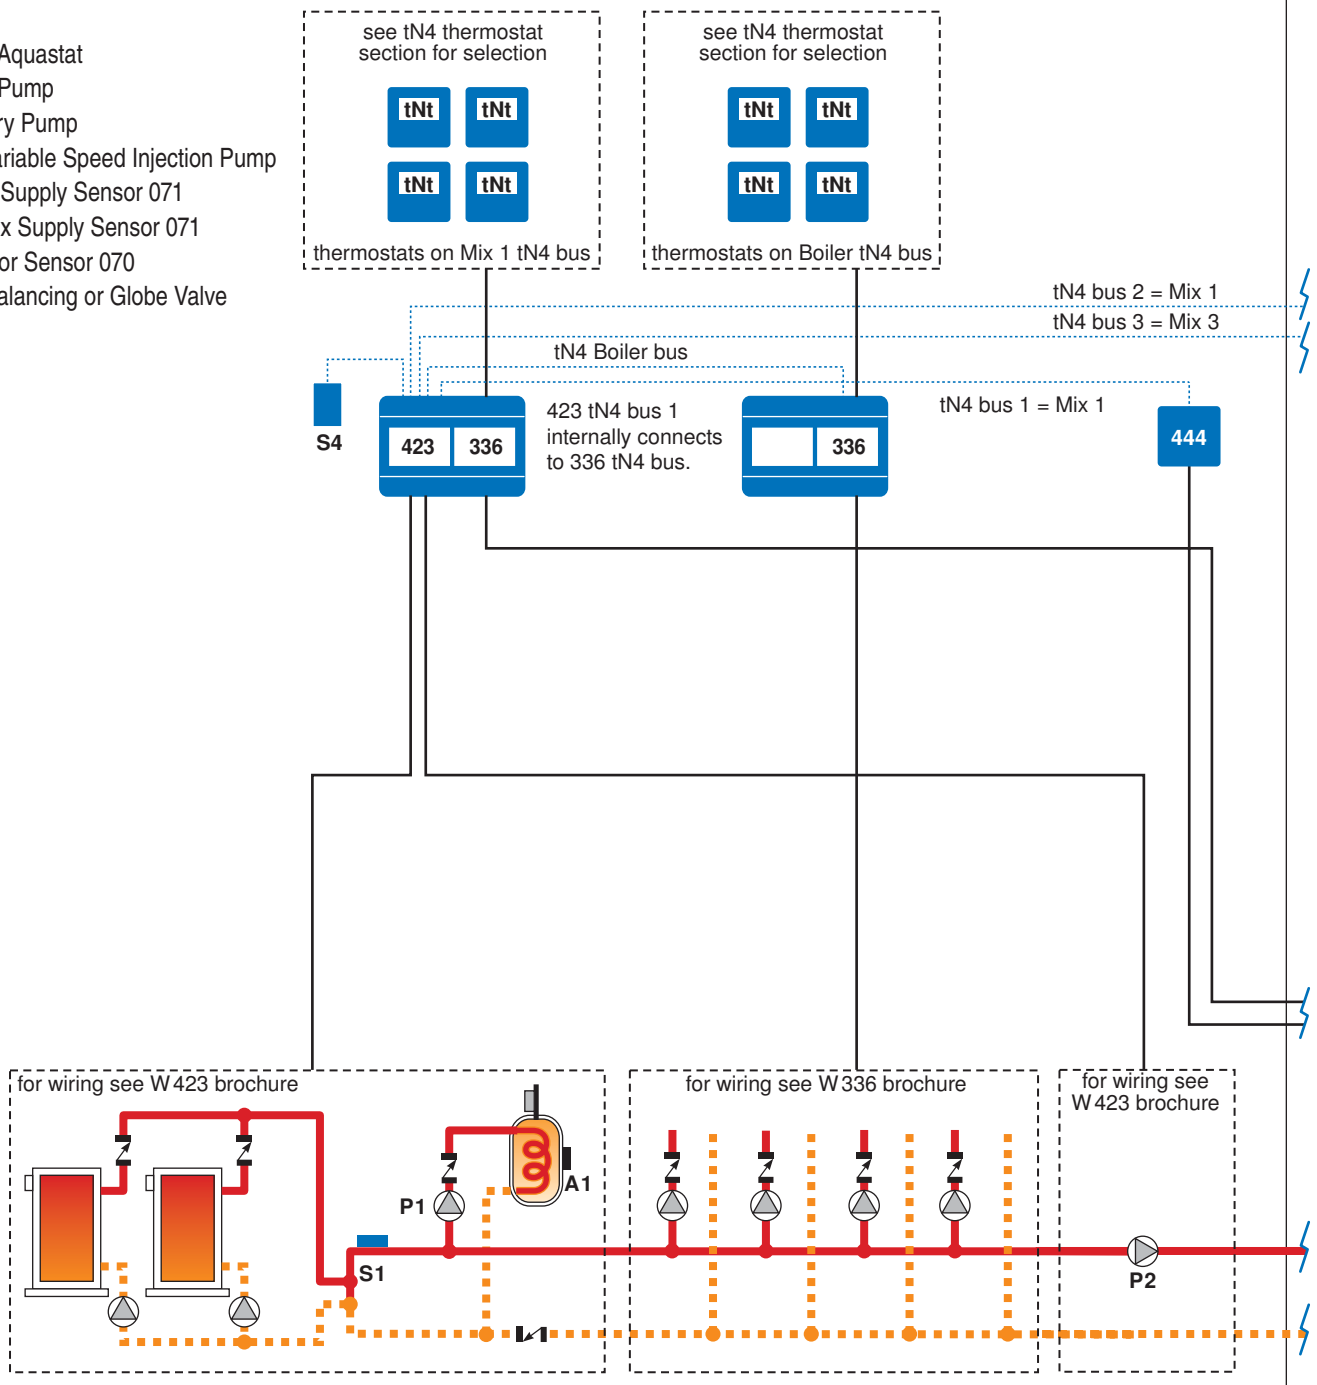 Aquastat
Pump
ry Pump
ariable Speed Injection Pump
Supply Sensor 071
x Supply Sensor 071
or Sensor 070
alancing or Globe Valve
see tN4 thermostat
section for selection
tNt tNt
tNt tNt
thermostats on Mix 1 tN4 bus
see tN4 thermostat
section for selection
tNt tNt
tNt tNt
thermostats on Boiler tN4 bus
tN4 bus 2 = Mix 1
tN4 bus 3 = Mix 3
tN4 Boiler bus
tN4 bus 1 = Mix 1
S4
423 336
423 tN4 bus 1
internally connects
to 336 tN4 bus.
336
444
for wiring see W 423 brochure
P1
A1
S1
for wiring see W 336 brochure
for wiring see
W 423 brochure
P2